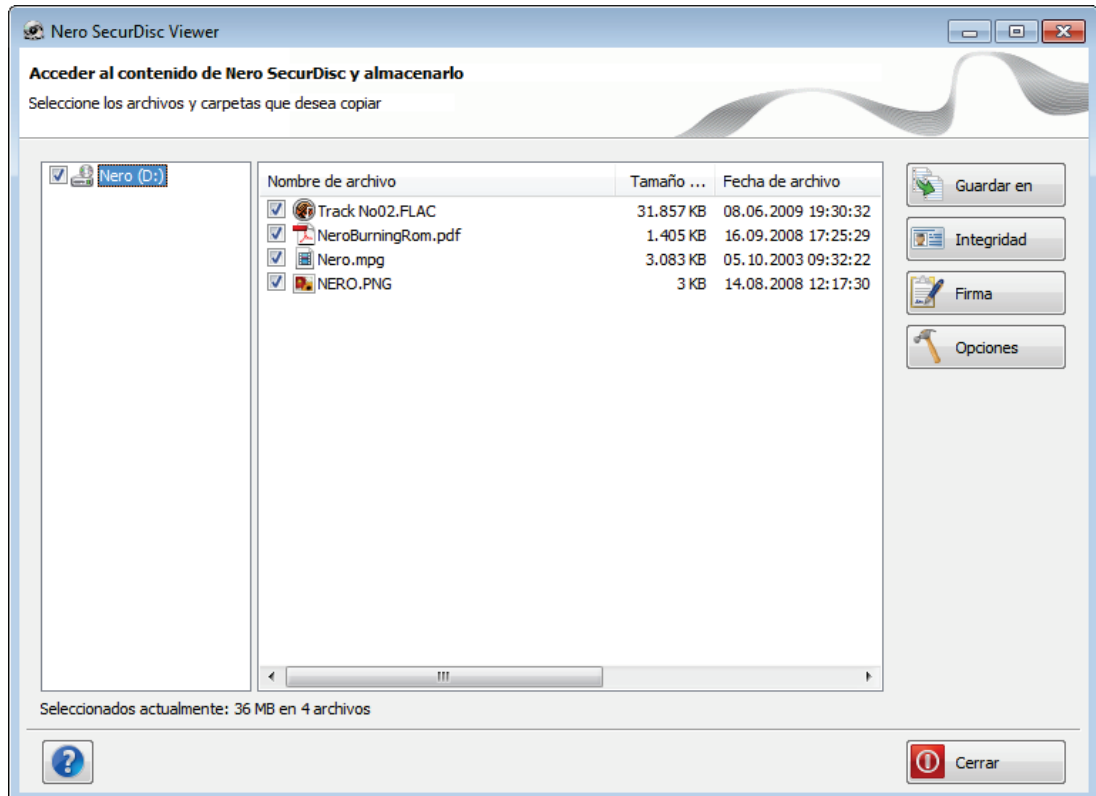 Nero SecurDisc Viewer
Acceder al contenido de Nero SecurDisc y almacenarlo
Seleccione los archivos y carpetas que desea copiar
Nero (D:)
Nombre de archivo Tamaño ... Fecha de archivo
Track No02.FLAC 31.857 KB 08.06.2009 19:30:32
NeroBurningRom.pdf 1.405 KB 16.09.2008 17:25:29
Nero.mpg 3.083 KB 05.10.2003 09:32:22
NERO.PNG 3 KB 14.08.2008 12:17:30
Guardar en
Integridad
Firma
Opciones
Seleccionados actualmente: 36 MB en 4 archivos
Cerrar